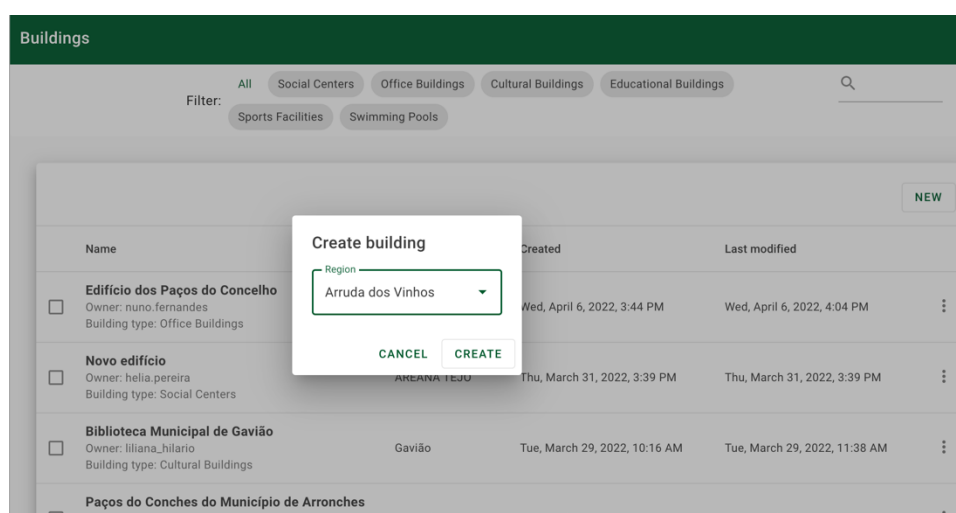 Buildings
Filter:
All Social Centers Office Buildings Cultural Buildings Educational Buildings
Sports Facilities Swimming Pools
NEW
Create building
Region
Arruda dos Vinhos
CANCEL CREATE
Name Created Last modified
Edifício dos Paços do Concelho
Owner: nuno.fernandes
Building type: Office Buildings
Wed, April 6, 2022, 3:44 PM Wed, April 6, 2022, 4:04 PM
Novo edifício
Owner: helia.pereira
Building type: Social Centers
AREANA TEJO Thu, March 31, 2022, 3:39 PM Thu, March 31, 2022, 3:39 PM
Biblioteca Municipal de Gavião
Owner: liliana_hilario
Building type: Cultural Buildings
Gavião Tue, March 29, 2022, 10:16 AM Tue, March 29, 2022, 11:38 AM
Paços do Conches do Município de Arronches